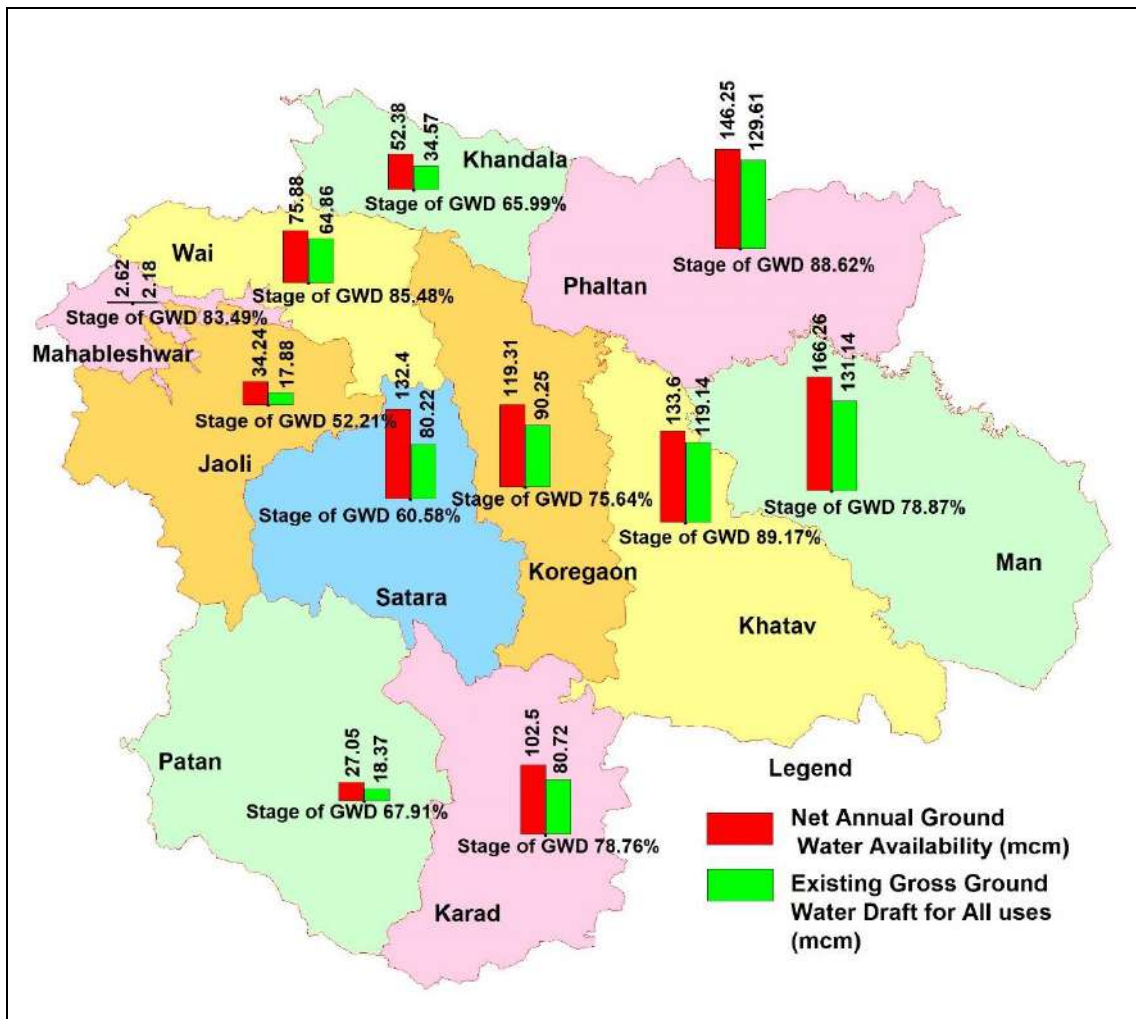 52.38
34.57
Khandala
Stage of GWD 65.99%
146.25
129.61
Phaltan
Stage of GWD 88.62%
75.88
64.86
Wai
Stage of GWD 85.48%
2.62
2.18
Stage of GWD 83.49%
Mahableshwar
34.24
17.88
Stage of GWD 52.21%
Jaoli
132.4
80.22
Stage of GWD 60.58%
Satara
119.31
90.25
Stage of GWD 75.64%
Koregaon
133.6
119.14
Stage of GWD 89.17%
Khatav
166.26
131.14
Stage of GWD 78.87%
Man
27.05
18.37
Patan
Stage of GWD 67.91%
102.5
80.72
Stage of GWD 78.76%
Karad
Legend
Net Annual Ground
Water Availability (mcm)
Existing Gross Ground
Water Draft for All uses
(mcm)